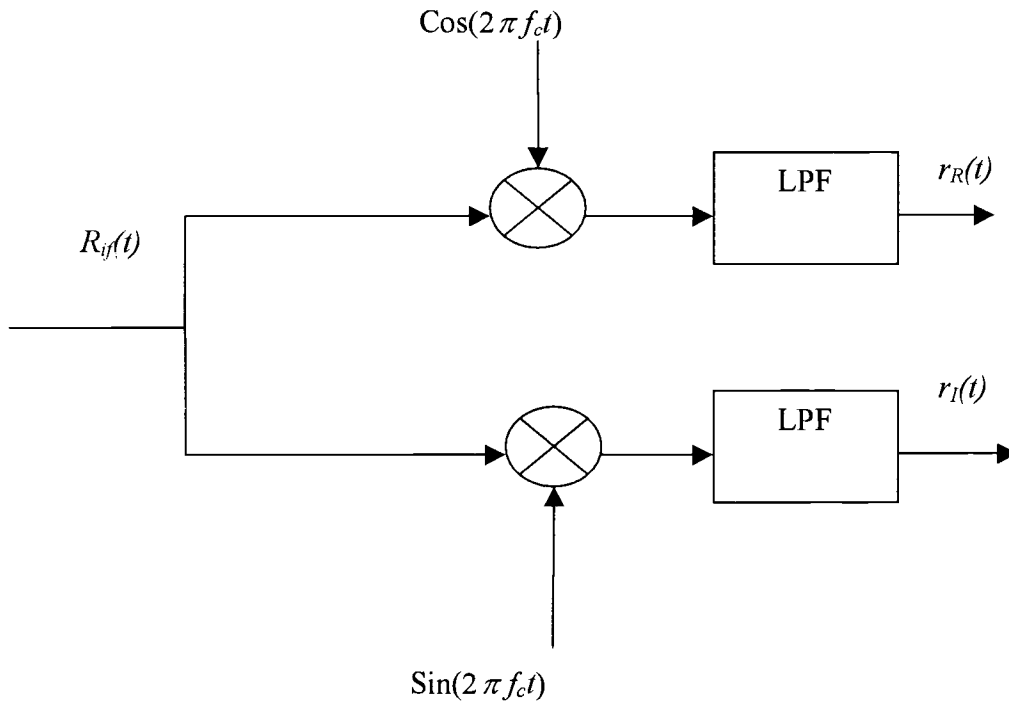 Cos(2πf_ct)
LPF
r_R(t)
R_if(t)
LPF
r_I(t)
Sin(2πf_ct)